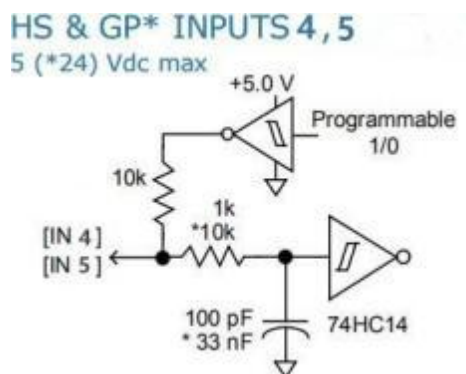 HS & GP* INPUTS 4,5
5 (*24) Vdc max
+5.0 V
Programmable
1/0
10k
1k
*10k
[IN 4]
[IN 5]
100 pF
* 33 nF
74HC14